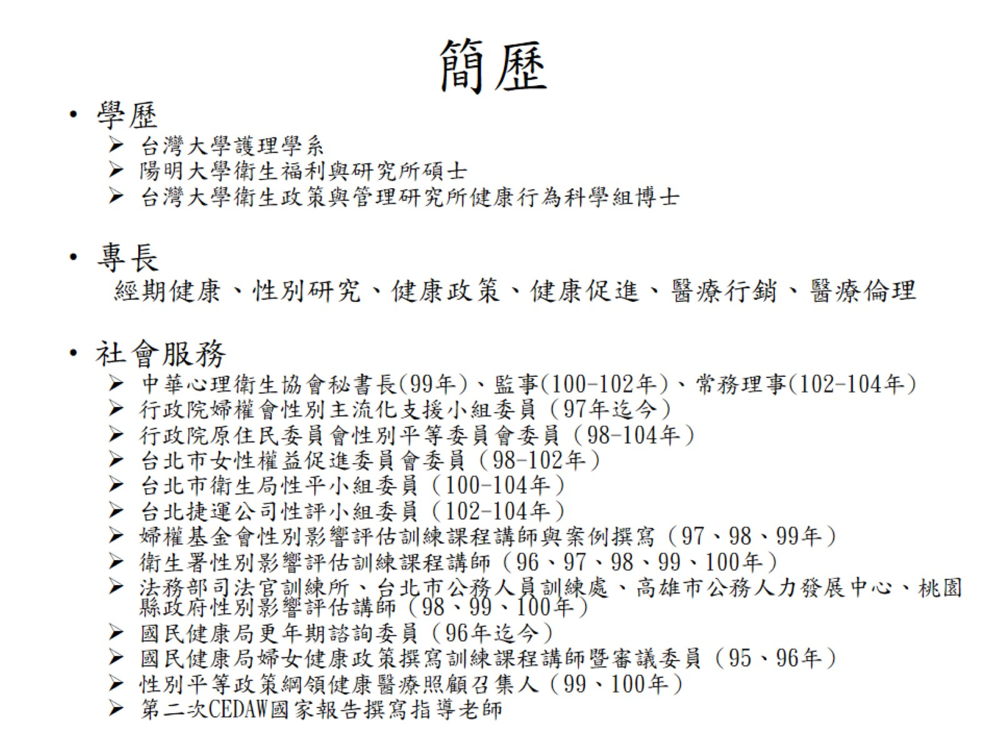 簡歷
• 學歷
➢ 台灣大學護理學系
➢ 陽明大學衛生福利與研究所碩士
➢ 台灣大學衛生政策與管理研究所健康行為科學組博士
• 專長
經期健康、性別研究、健康政策、健康促進、醫療行銷、醫療倫理
• 社會服務
➢ 中華心理衛生協會秘書長(99年)、監事(100-102年)、常務理事(102-104年)
➢ 行政院婦權會性別主流化支援小組委員（97年迄今）
➢ 行政院原住民委員會性別平等委員會委員（98-104年）
➢ 台北市女性權益促進委員會委員（98-102年）
➢ 台北市衛生局性平小組委員（100-104年）
➢ 台北捷運公司性評小組委員（102-104年）
➢ 婦權基金會性別影響評估訓練課程講師與案例撰寫（97、98、99年）
➢ 衛生署性別影響評估訓練課程講師（96、97、98、99、100年）
➢ 法務部司法官訓練所、台北市公務人員訓練處、高雄市公務人力發展中心、桃園
縣政府性別影響評估講師（98、99、100年）
➢ 國民健康局更年期諮詢委員（96年迄今）
➢ 國民健康局婦女健康政策撰寫訓練課程講師暨審議委員（95、96年）
➢ 性別平等政策綱領健康醫療照顧召集人（99、100年）
➢ 第二次CEDAW國家報告撰寫指導老師